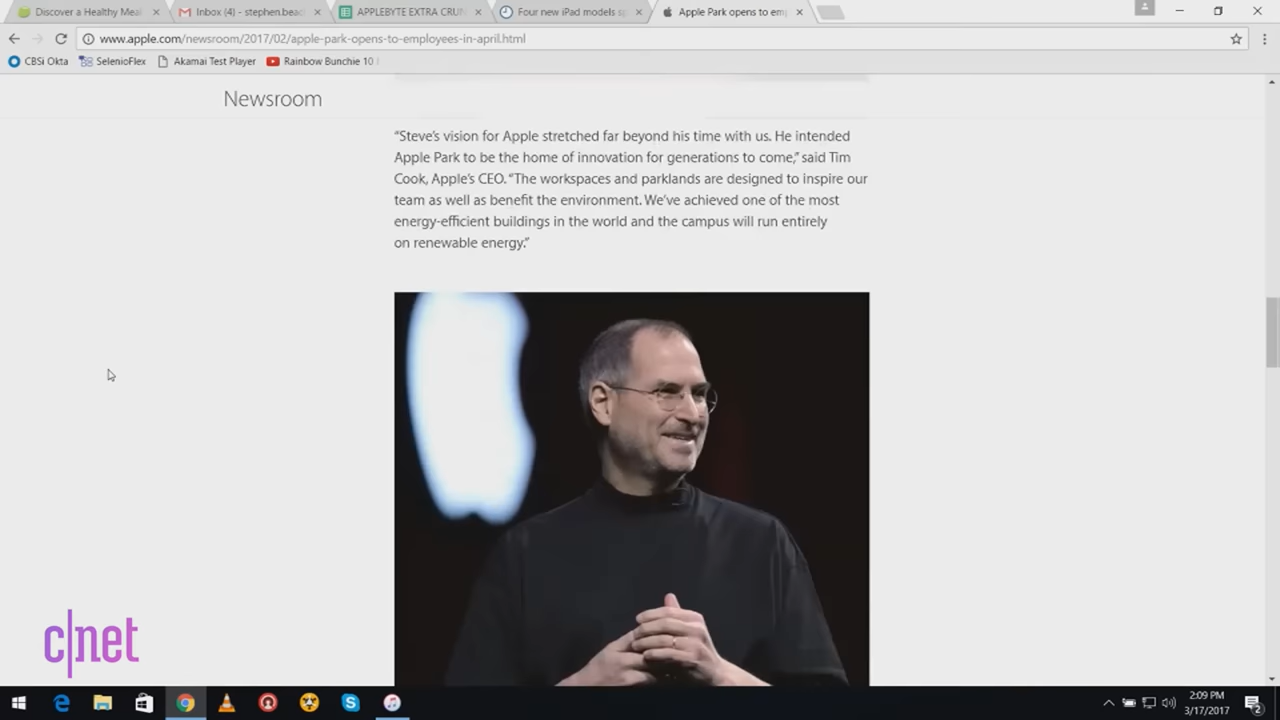 Discover a Healthy Meal
Inbox (4) - stephen.beac
APPLEBYTE EXTRA CRUN
Four new iPad models sp
Apple Park opens to emp
www.apple.com/newsroom/2017/02/apple-park-opens-to-employees-in-april.html
CBSi Okta
SelenioFlex
Akamai Test Player
Rainbow Bunchie 10
Newsroom
“Steve’s vision for Apple stretched far beyond his time with us. He intended
Apple Park to be the home of innovation for generations to come,” said Tim
Cook, Apple’s CEO. “The workspaces and parklands are designed to inspire our
team as well as benefit the environment. We’ve achieved one of the most
energy-efficient buildings in the world and the campus will run entirely
on renewable energy.”
c|net
2:09 PM
3/17/2017
2